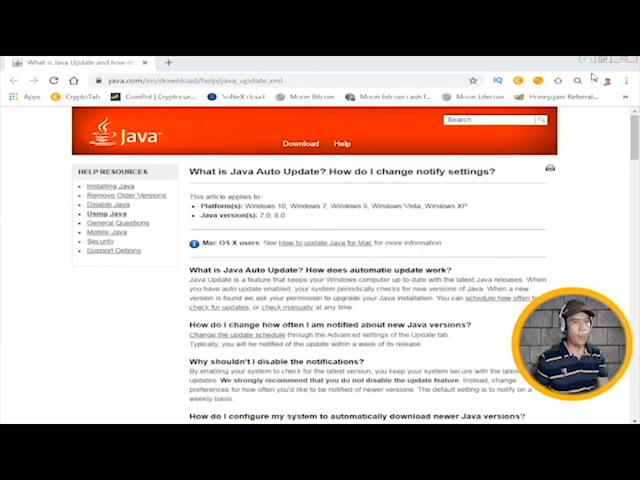 What is Java Update and how do
java.com/en/download/help/java_update.xml
Apps CryptoTab CoinPot | Cryptocur... SoNeX cloud Moon Bitcoin Moon bitcoin cash f... Moon Litecoin Honeygain Referral...
Java
Search
Download Help
HELP RESOURCES
Installing Java
Remove Older Versions
Disable Java
Using Java
General Questions
Mobile Java
Security
Support Options
What is Java Auto Update? How do I change notify settings?
This article applies to:
Platform(s): Windows 10, Windows 7, Windows 8, Windows Vista, Windows XP
Java version(s): 7.0, 8.0
Mac OS X users: See How to update Java for Mac for more information.
What is Java Auto Update? How does automatic update work?
Java Update is a feature that keeps your Windows computer up-to-date with the latest Java releases. When
you have auto update enabled, your system periodically checks for new versions of Java. When a new
version is found we ask your permission to upgrade your Java installation. You can schedule how often to
check for updates, or check manually at any time.
How do I change how often I am notified about new Java versions?
Change the update schedule through the Advanced settings of the Update tab.
Typically, you will be notified of the update within a week of its release.
Why shouldn't I disable the notifications?
By enabling your system to check for the latest version, you keep your system secure with the latest
updates. We strongly recommend that you do not disable the update feature. Instead, change
preferences for how often you'd like to be notified of newer versions. The default setting is to notify on a
weekly basis.
How do I configure my system to automatically download newer Java versions?